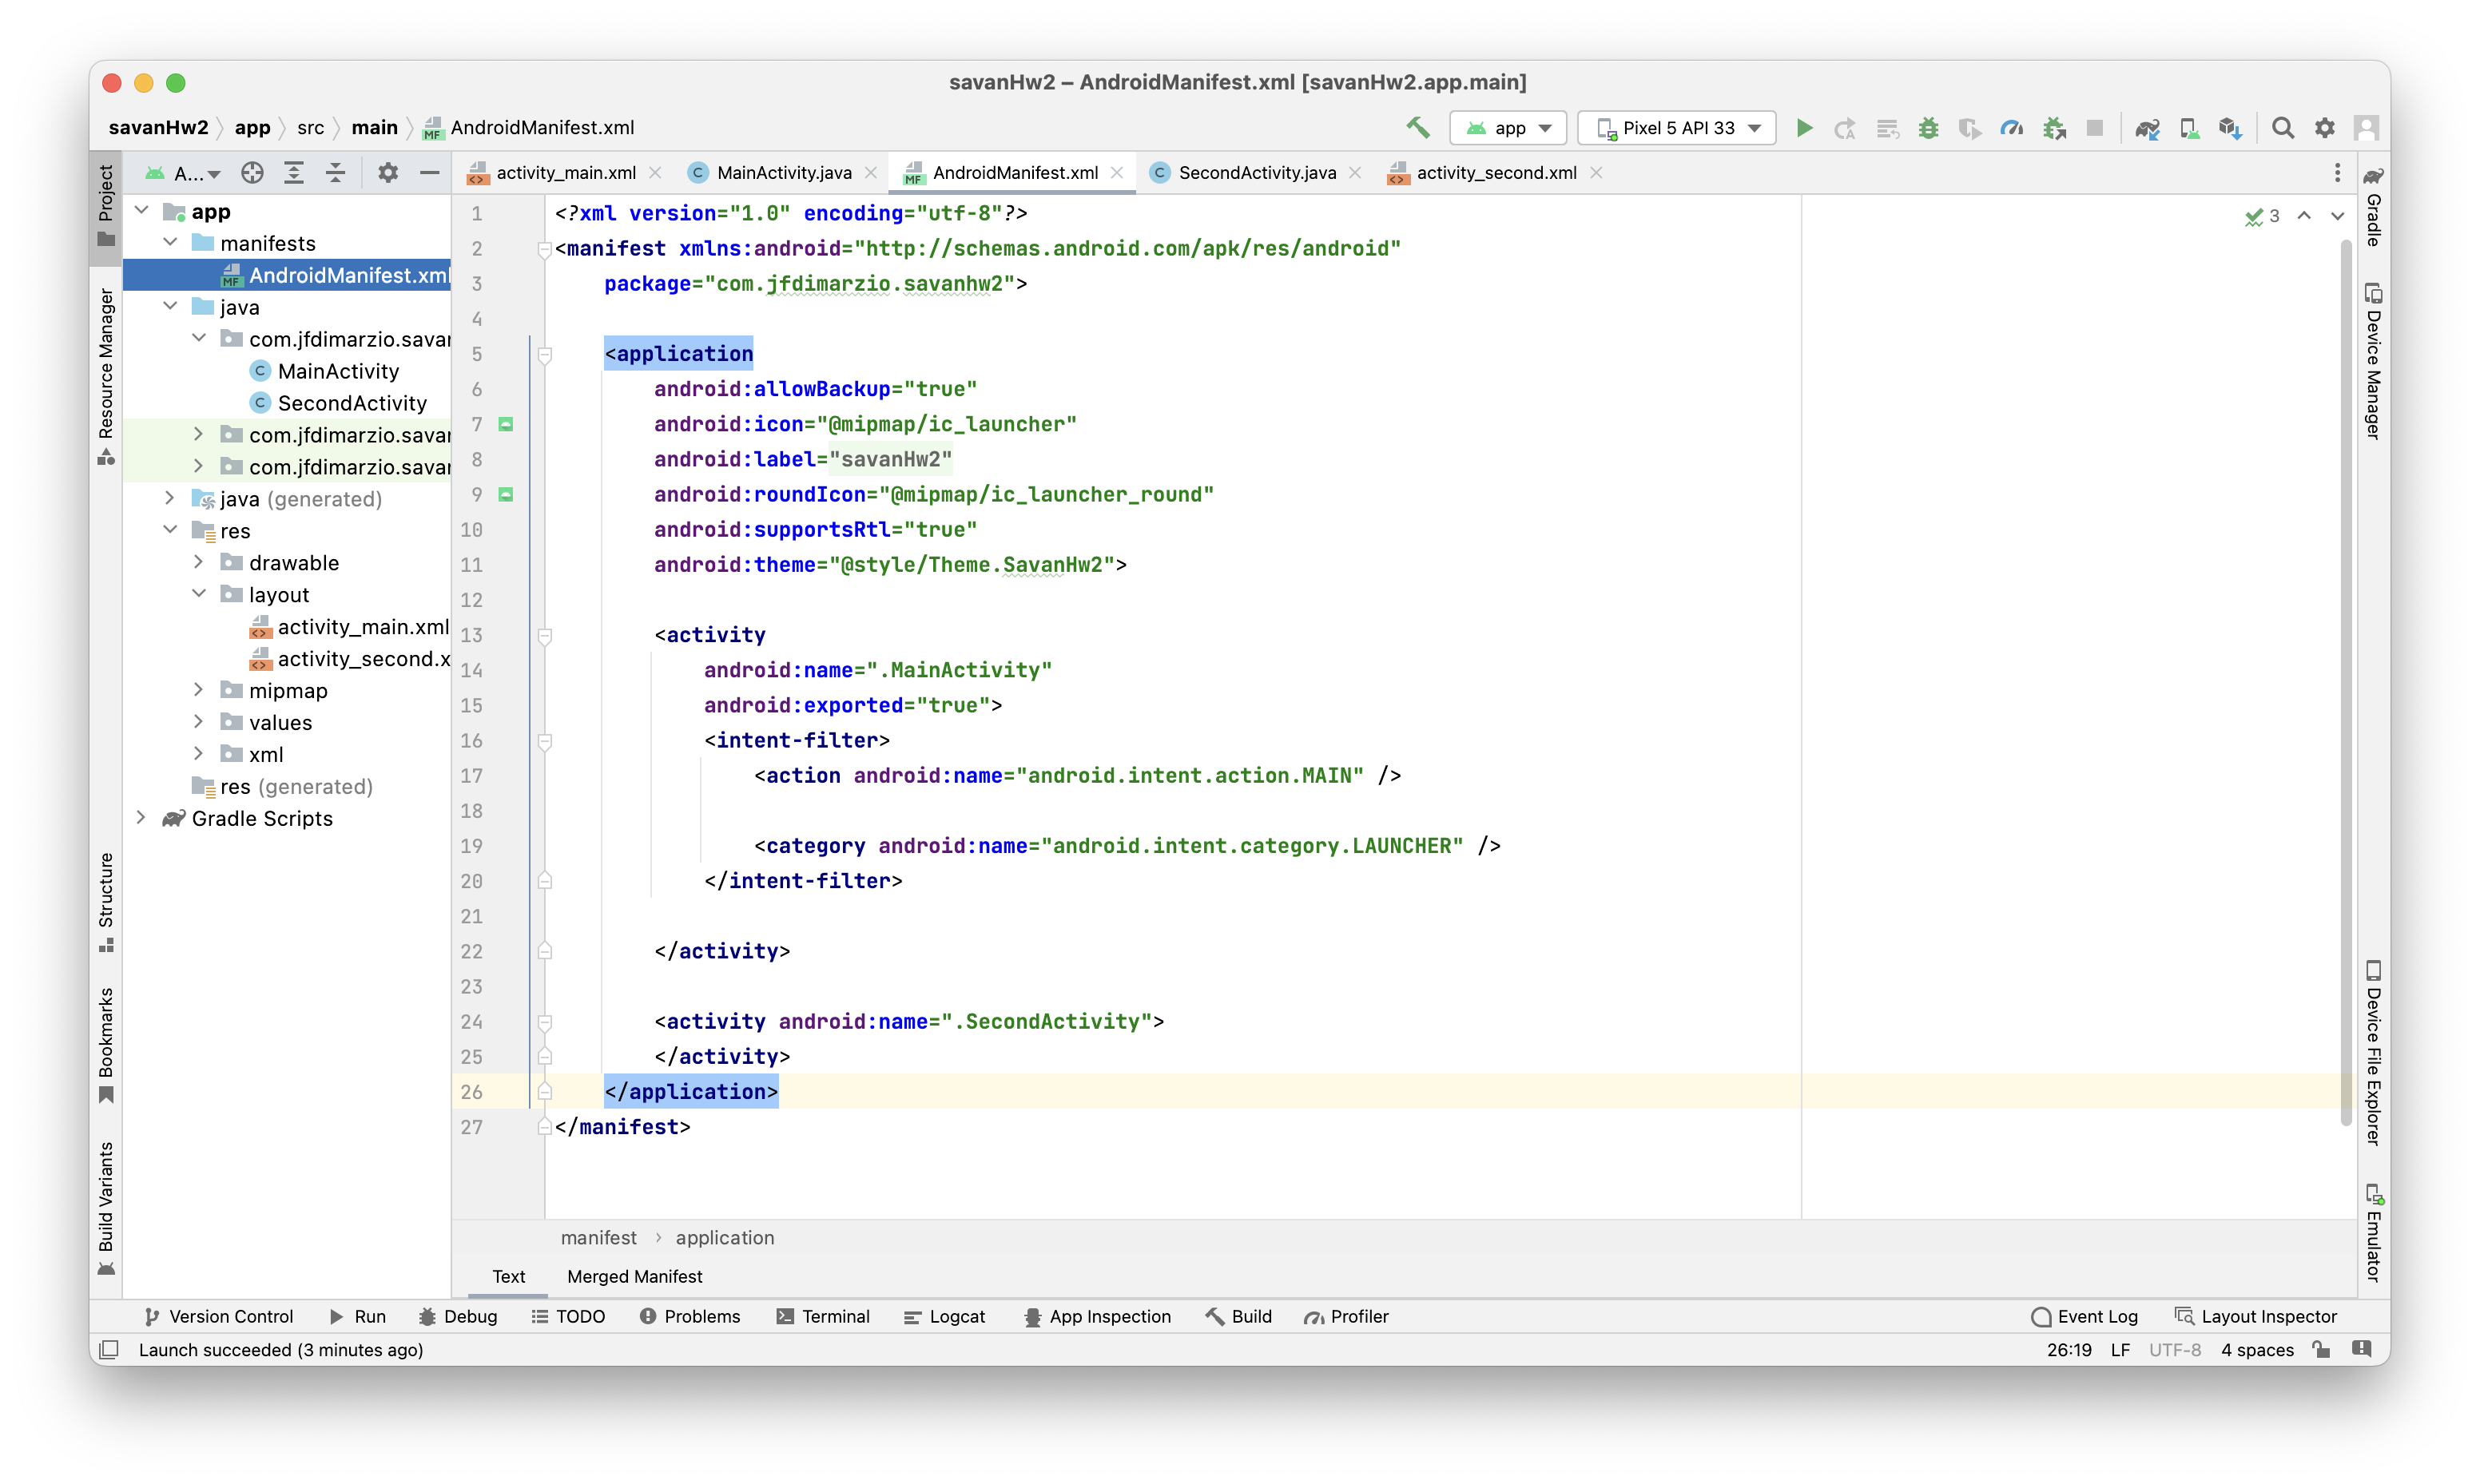 savanHw2 – AndroidManifest.xml [savanHw2.app.main]
savanHw2 app src main AndroidManifest.xml
app Pixel 5 API 33
A...
activity_main.xml MainActivity.java AndroidManifest.xml SecondActivity.java activity_second.xml
Project
Resource Manager
Structure
Bookmarks
Build Variants
app
manifests
AndroidManifest.xml
java
com.jfdimarzio.savan
MainActivity
SecondActivity
com.jfdimarzio.savan
com.jfdimarzio.savan
java (generated)
res
drawable
layout
activity_main.xml
activity_second.x
mipmap
values
xml
res (generated)
Gradle Scripts
3
1 <?xml version="1.0" encoding="utf-8"?>
2 <manifest xmlns:android="http://schemas.android.com/apk/res/android"
3 package="com.jfdimarzio.savanhw2">
4
5 <application
6 android:allowBackup="true"
7 android:icon="@mipmap/ic_launcher"
8 android:label="savanHw2"
9 android:roundIcon="@mipmap/ic_launcher_round"
10 android:supportsRtl="true"
11 android:theme="@style/Theme.SavanHw2">
12
13 <activity
14 android:name=".MainActivity"
15 android:exported="true">
16 <intent-filter>
17 <action android:name="android.intent.action.MAIN" />
18
19 <category android:name="android.intent.category.LAUNCHER" />
20 </intent-filter>
21
22 </activity>
23
24 <activity android:name=".SecondActivity">
25 </activity>
26 </application>
27 </manifest>
Gradle
Device Manager
Device File Explorer
Emulator
manifest › application
Text Merged Manifest
Version Control Run Debug TODO Problems Terminal Logcat App Inspection Build Profiler Event Log Layout Inspector
Launch succeeded (3 minutes ago) 26:19 LF UTF-8 4 spaces